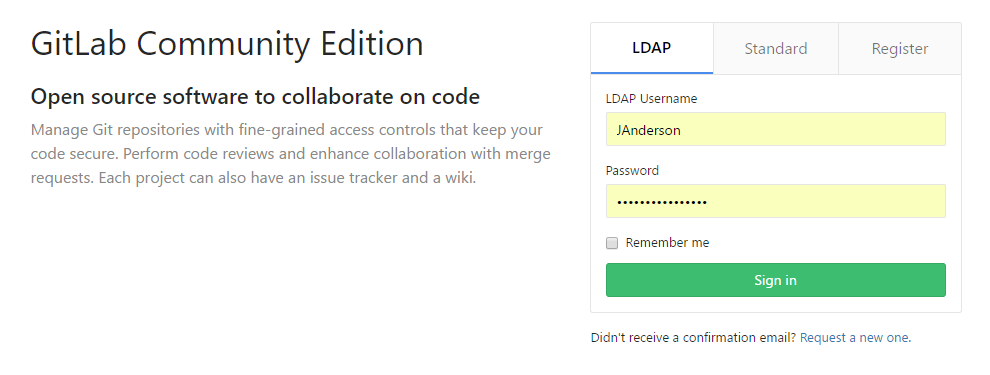 GitLab Community Edition
Open source software to collaborate on code
Manage Git repositories with fine-grained access controls that keep your
code secure. Perform code reviews and enhance collaboration with merge
requests. Each project can also have an issue tracker and a wiki.
LDAP Standard Register
LDAP Username
JAnderson
Password
••••••••••••••••
Remember me
Sign in
Didn't receive a confirmation email? Request a new one.